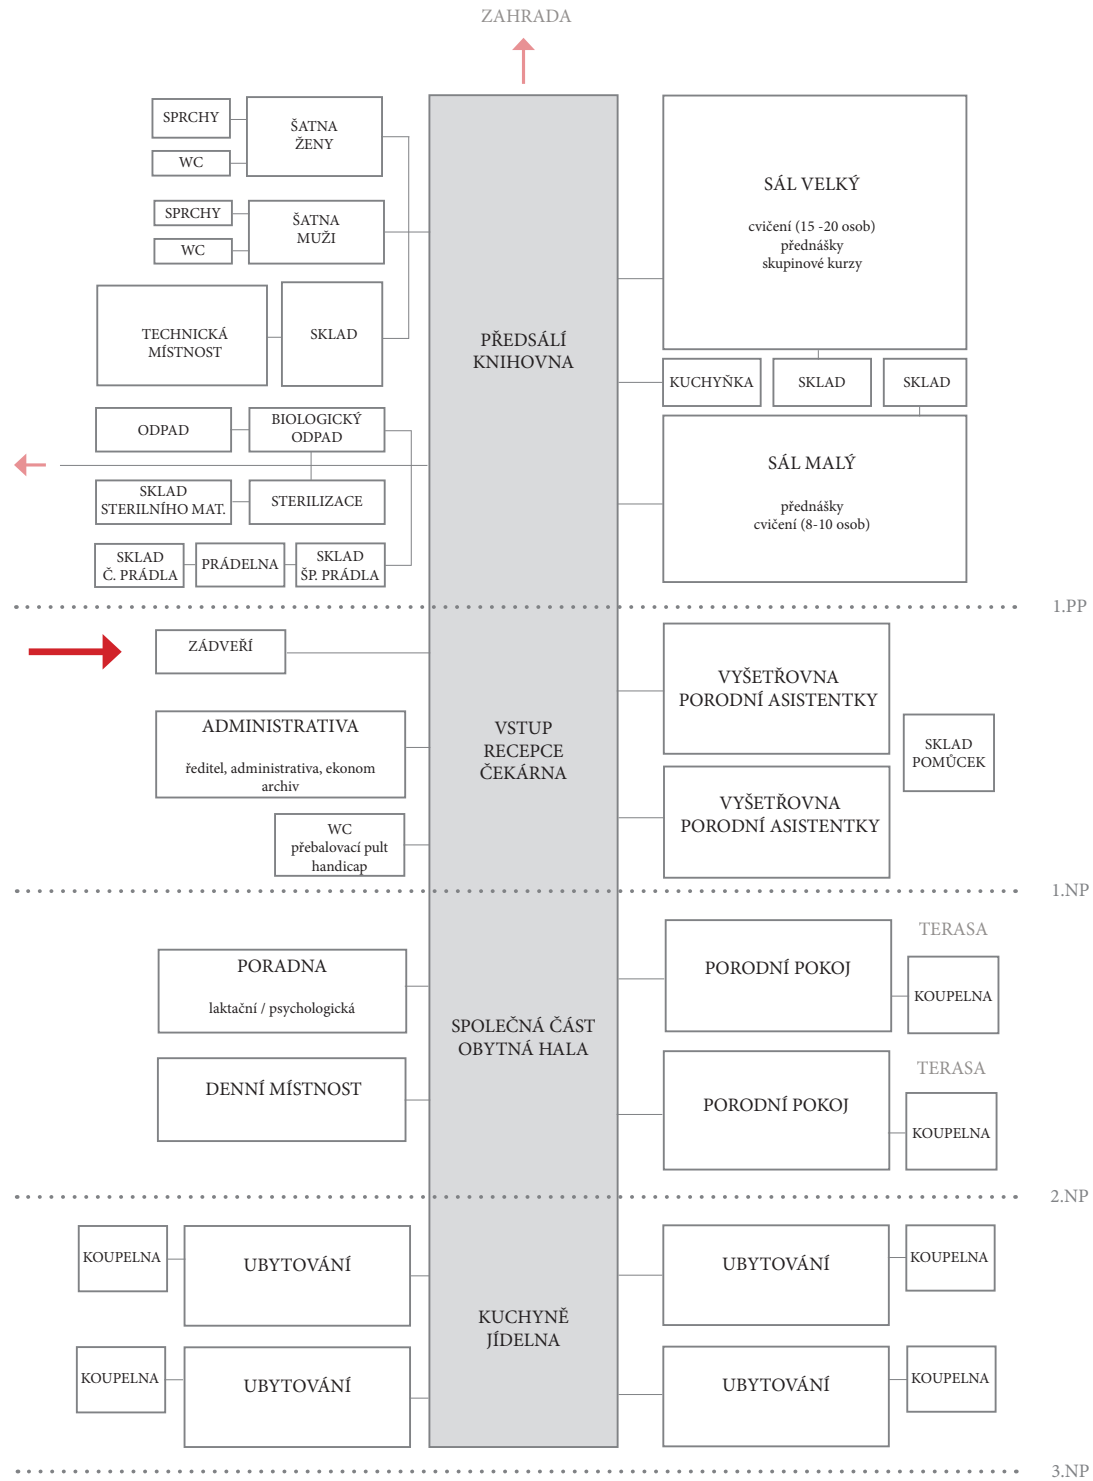 ZAHRADA
SPRCHY
WC
ŠATNA
ŽENY
SPRCHY
WC
ŠATNA
MUŽI
TECHNICKÁ
MÍSTNOST
SKLAD
ODPAD
BIOLOGICKÝ
ODPAD
SKLAD
STERILNÍHO MAT.
STERILIZACE
SKLAD
Č. PRÁDLA
PRÁDELNA
SKLAD
ŠP. PRÁDLA
PŘEDSÁLÍ
KNIHOVNA
SÁL VELKÝ
cvičení (15 -20 osob)
přednášky
skupinové kurzy
KUCHYŇKA
SKLAD
SKLAD
SÁL MALÝ
přednášky
cvičení (8-10 osob)
1.PP
ZÁDVEŘÍ
ADMINISTRATIVA
ředitel, administrativa, ekonom
archiv
WC
přebalovací pult
handicap
VSTUP
RECEPCE
ČEKÁRNA
VYŠETŘOVNA
PORODNÍ ASISTENTKY
SKLAD
POMŮCEK
VYŠETŘOVNA
PORODNÍ ASISTENTKY
1.NP
PORADNA
laktační / psychologická
DENNÍ MÍSTNOST
SPOLEČNÁ ČÁST
OBYTNÁ HALA
PORODNÍ POKOJ
TERASA
KOUPELNA
PORODNÍ POKOJ
TERASA
KOUPELNA
2.NP
KOUPELNA
UBYTOVÁNÍ
KOUPELNA
UBYTOVÁNÍ
KUCHYNĚ
JÍDELNA
UBYTOVÁNÍ
KOUPELNA
UBYTOVÁNÍ
KOUPELNA
3.NP